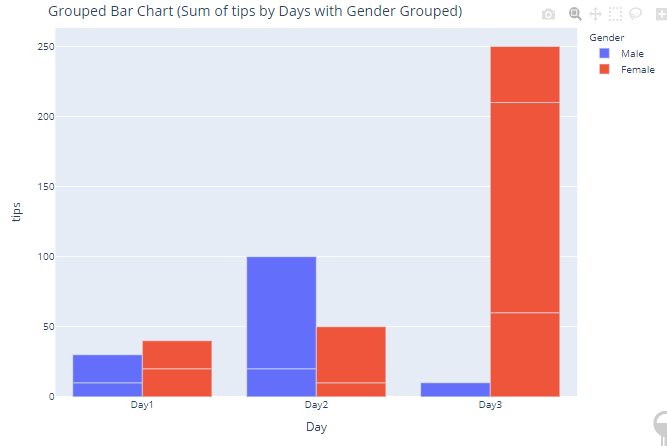 Grouped Bar Chart (Sum of tips by Days with Gender Grouped)
Gender
Male
Female
250
200
150
100
50
0
tips
Day1 Day2 Day3
Day